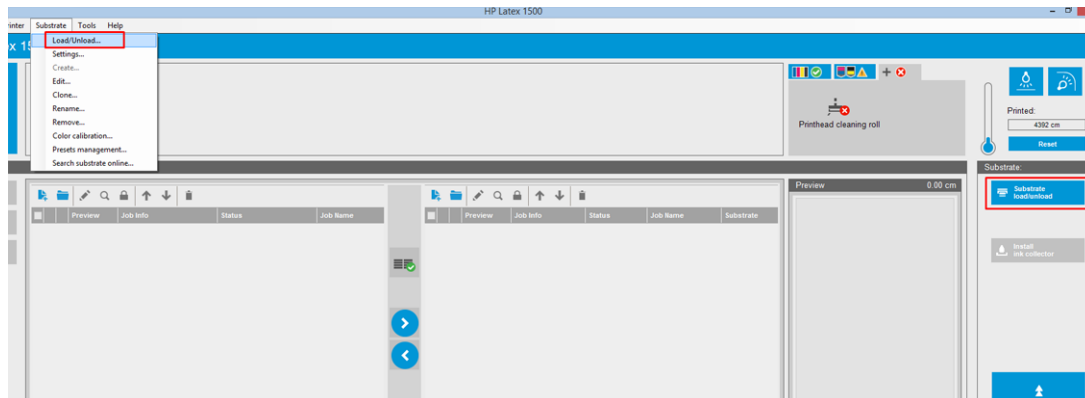 HP Latex 1500
Substrate Tools Help
Load/Unload...
Settings...
Create...
Edit...
Clone...
Rename...
Remove...
Color calibration...
Presets management...
Search substrate online...
Printhead cleaning roll
Printed:
4392 cm
Reset
Substrate:
Preview 0.00 cm
Substrate
load/unload
Preview Job Info Status Job Name
Preview Job Info Status Job Name Substrate
Install
ink collector